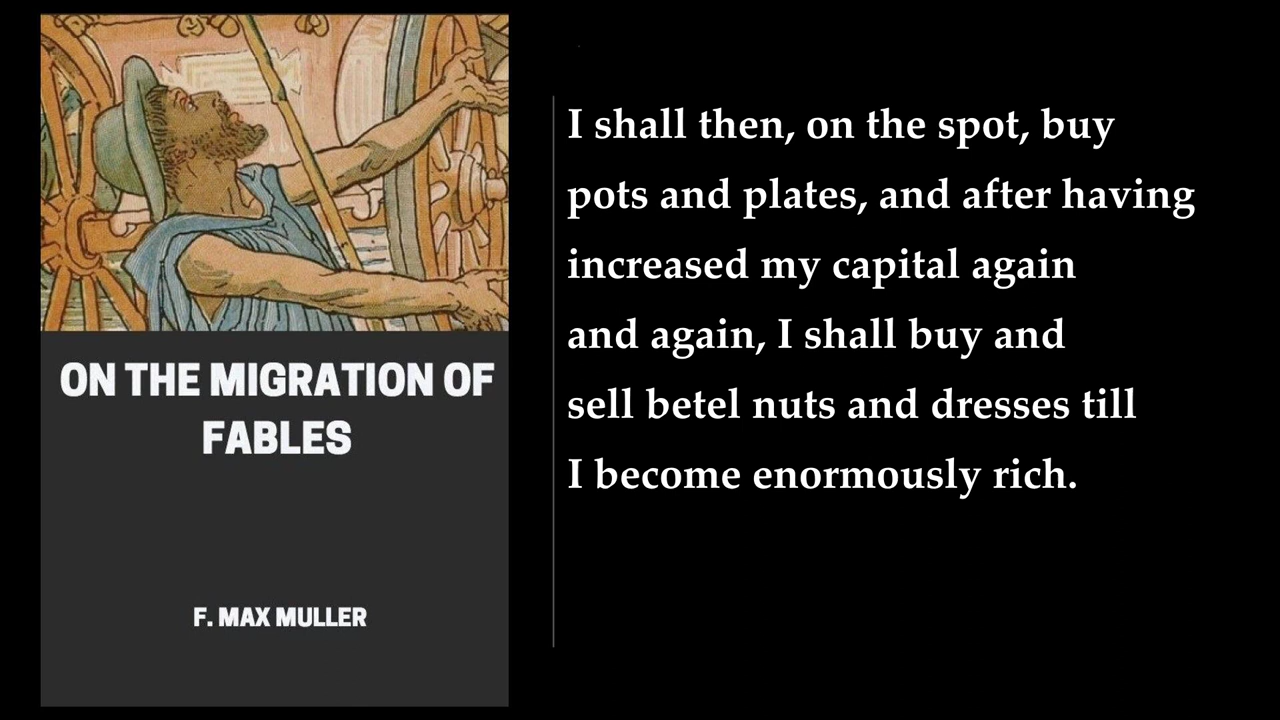 ON THE MIGRATION OF
FABLES
F. MAX MULLER
I shall then, on the spot, buy
pots and plates, and after having
increased my capital again
and again, I shall buy and
sell betel nuts and dresses till
I become enormously rich.